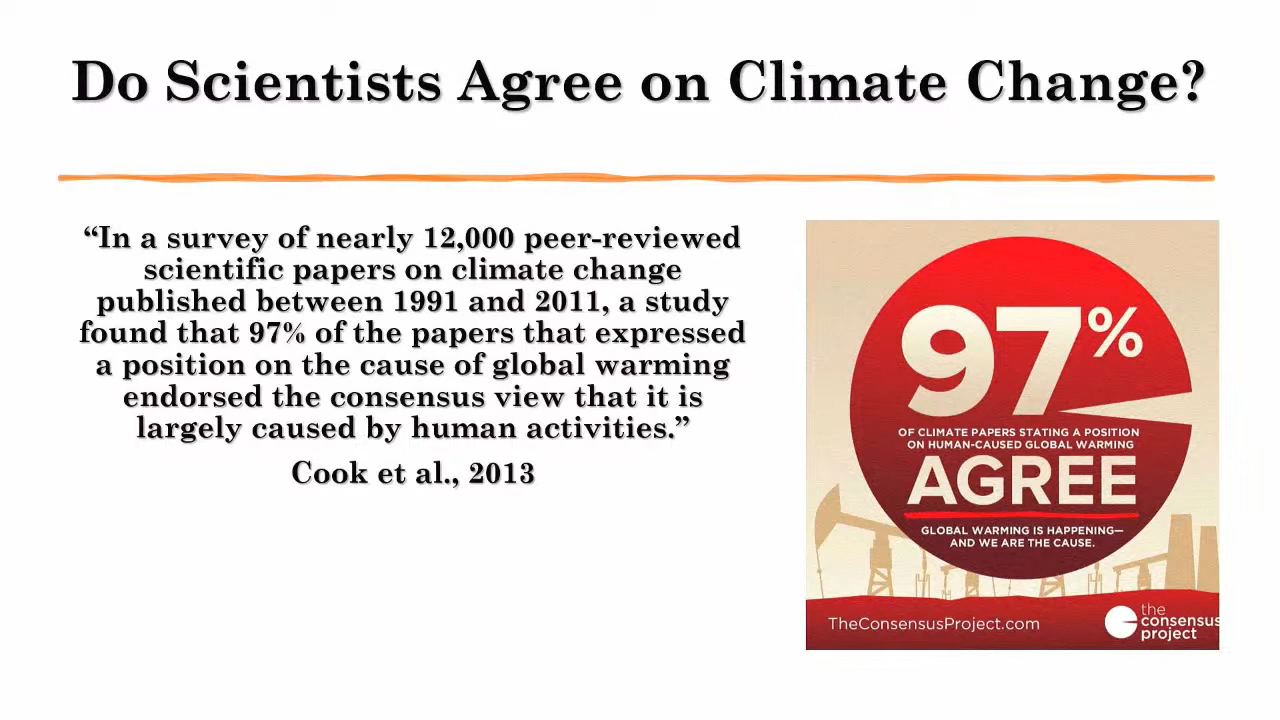 Do Scientists Agree on Climate Change?
“In a survey of nearly 12,000 peer-reviewed
scientific papers on climate change
published between 1991 and 2011, a study
found that 97% of the papers that expressed
a position on the cause of global warming
endorsed the consensus view that it is
largely caused by human activities.”
Cook et al., 2013
97%
OF CLIMATE PAPERS STATING A POSITION
ON HUMAN-CAUSED GLOBAL WARMING
AGREE
GLOBAL WARMING IS HAPPENING—
AND WE ARE THE CAUSE.
TheConsensusProject.com
the
consensus
project